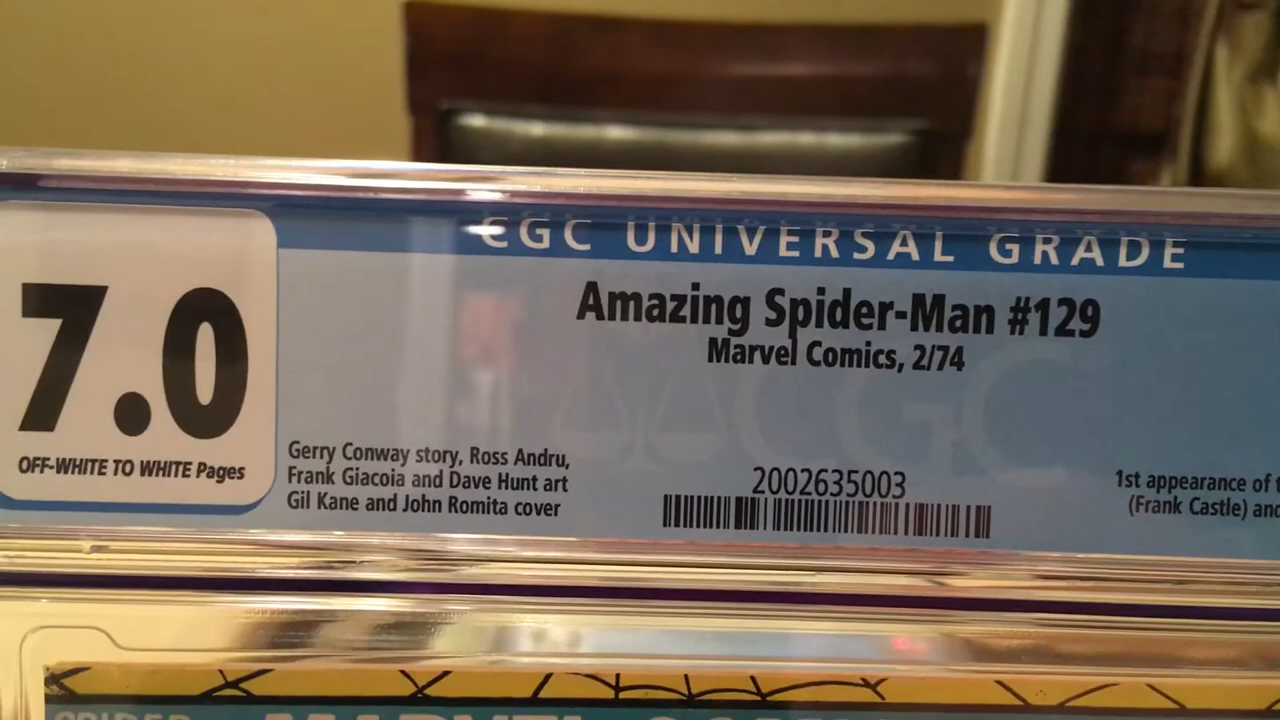 CGC UNIVERSAL GRADE
7.0
OFF-WHITE TO WHITE Pages
Amazing Spider-Man #129
Marvel Comics, 2/74
Gerry Conway story, Ross Andru,
Frank Giacoia and Dave Hunt art
Gil Kane and John Romita cover
2002635003
1st appearance of
(Frank Castle) and
CGC